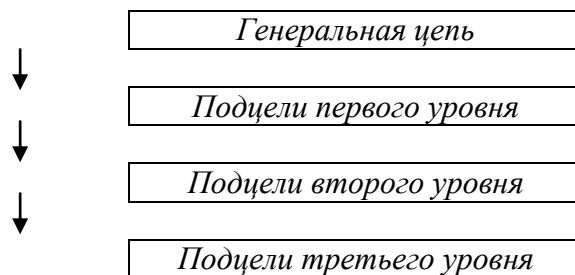 Генеральная цепь
Подцели первого уровня
Подцели второго уровня
Подцели третьего уровня